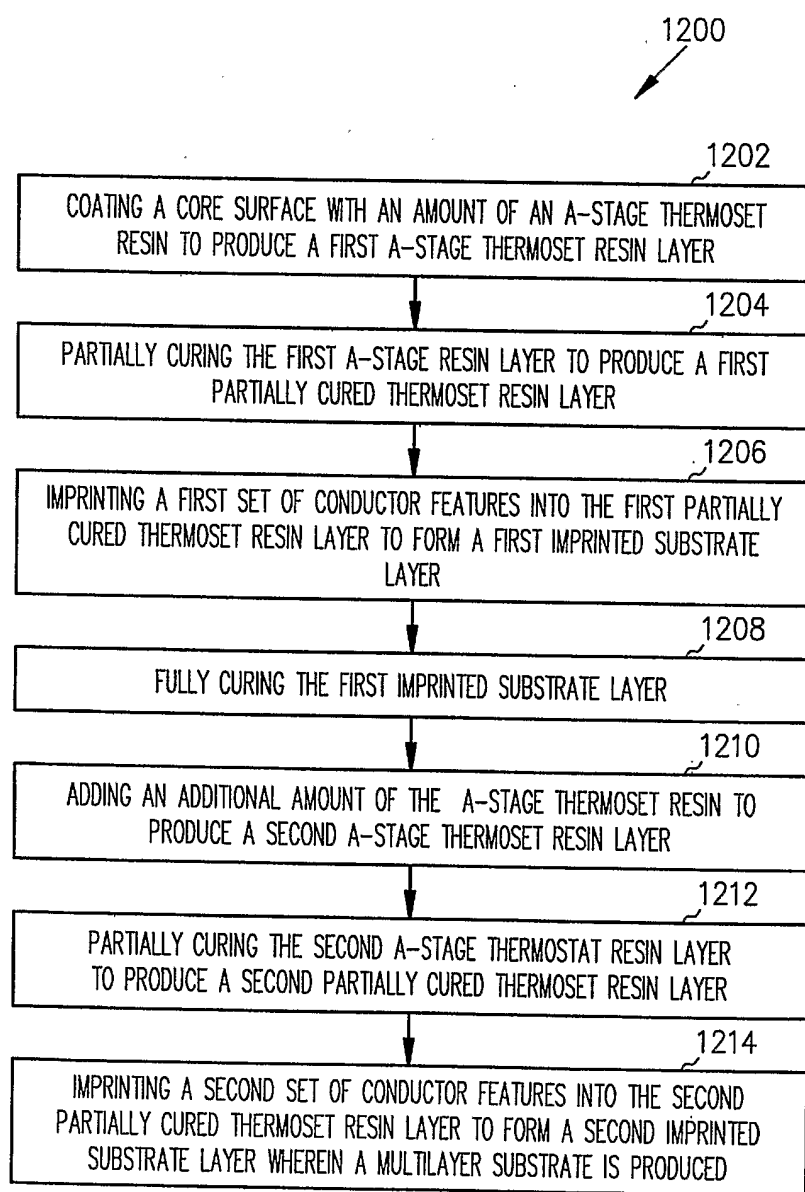 1200
1202
COATING A CORE SURFACE WITH AN AMOUNT OF AN A-STAGE THERMOSET
RESIN TO PRODUCE A FIRST A-STAGE THERMOSET RESIN LAYER
1204
PARTIALLY CURING THE FIRST A-STAGE RESIN LAYER TO PRODUCE A FIRST
PARTIALLY CURED THERMOSET RESIN LAYER
1206
IMPRINTING A FIRST SET OF CONDUCTOR FEATURES INTO THE FIRST PARTIALLY
CURED THERMOSET RESIN LAYER TO FORM A FIRST IMPRINTED SUBSTRATE
LAYER
1208
FULLY CURING THE FIRST IMPRINTED SUBSTRATE LAYER
1210
ADDING AN ADDITIONAL AMOUNT OF THE A-STAGE THERMOSET RESIN TO
PRODUCE A SECOND A-STAGE THERMOSET RESIN LAYER
1212
PARTIALLY CURING THE SECOND A-STAGE THERMOSTAT RESIN LAYER
TO PRODUCE A SECOND PARTIALLY CURED THERMOSET RESIN LAYER
1214
IMPRINTING A SECOND SET OF CONDUCTOR FEATURES INTO THE SECOND
PARTIALLY CURED THERMOSET RESIN LAYER TO FORM A SECOND IMPRINTED
SUBSTRATE LAYER WHEREIN A MULTILAYER SUBSTRATE IS PRODUCED